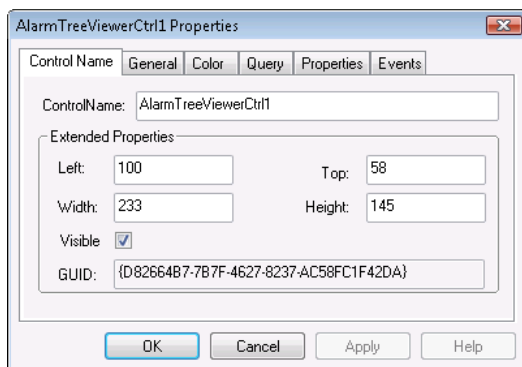 AlarmTreeViewerCtrl1 Properties
Control Name General Color Query Properties Events
ControlName: AlarmTreeViewerCtrl1
Extended Properties
Left: 100 Top: 58
Width: 233 Height: 145
Visible
GUID: {D82664B7-7B7F-4627-8237-AC58FC1F42DA}
OK Cancel Apply Help